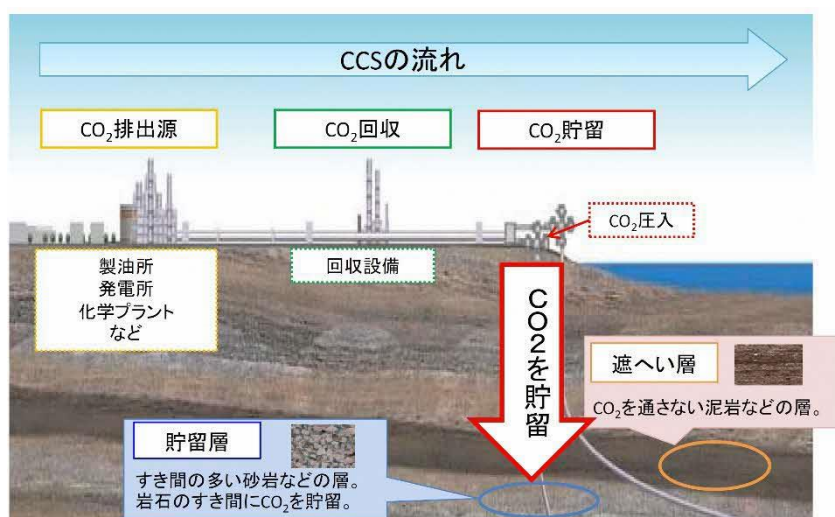 CCSの流れ
CO₂排出源
CO₂回収
CO₂貯留
CO₂圧入
製油所
発電所
化学プラント
など
回収設備
CO2を貯留
遮へい層
CO₂を通さない泥岩などの層。
貯留層
すき間の多い砂岩などの層。
岩石のすき間にCO₂を貯留。